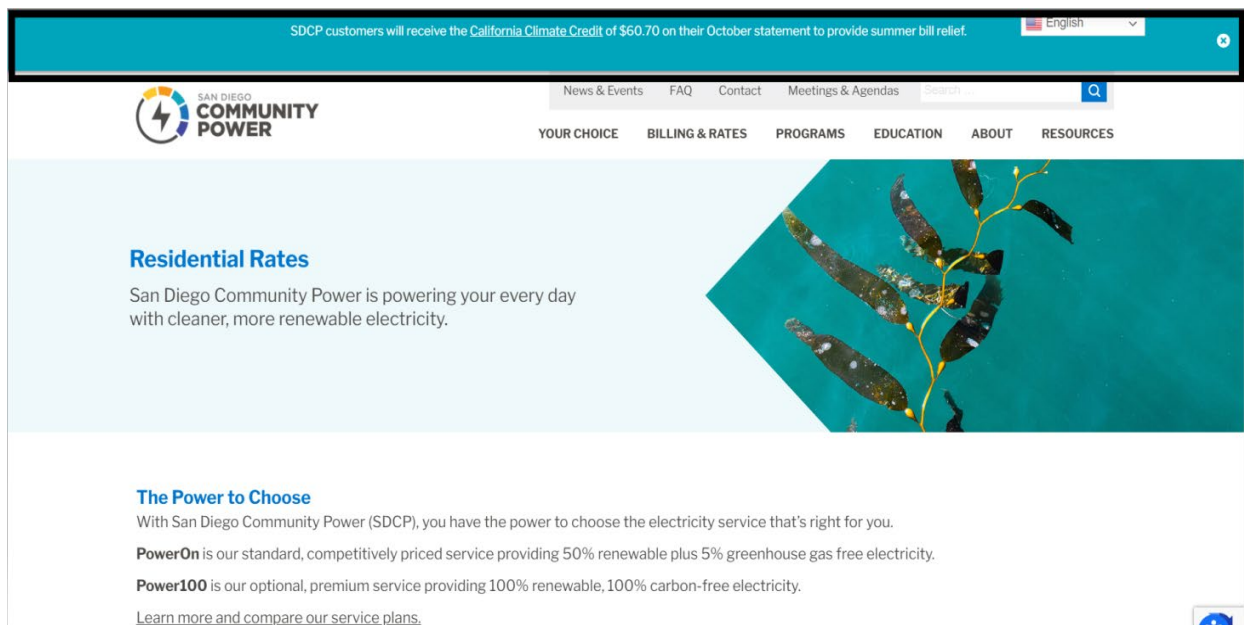 SDCP customers will receive the California Climate Credit of $60.70 on their October statement to provide summer bill relief.
English
SAN DIEGO
COMMUNITY
POWER
News & Events FAQ Contact Meetings & Agendas Search ...
YOUR CHOICE BILLING & RATES PROGRAMS EDUCATION ABOUT RESOURCES
Residential Rates
San Diego Community Power is powering your every day
with cleaner, more renewable electricity.
The Power to Choose
With San Diego Community Power (SDCP), you have the power to choose the electricity service that’s right for you.
PowerOn is our standard, competitively priced service providing 50% renewable plus 5% greenhouse gas free electricity.
Power100 is our optional, premium service providing 100% renewable, 100% carbon-free electricity.
Learn more and compare our service plans.